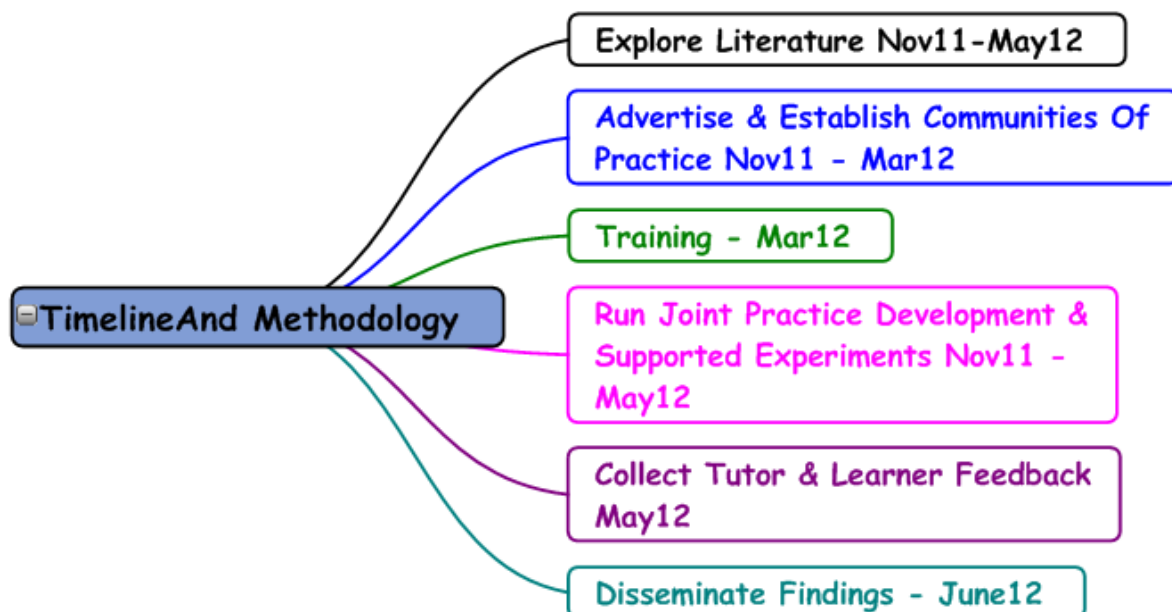 Explore Literature Nov11-May12
Advertise & Establish Communities Of
Practice Nov11 - Mar12
Training - Mar12
TimelineAnd Methodology
Run Joint Practice Development &
Supported Experiments Nov11 -
May12
Collect Tutor & Learner Feedback
May12
Disseminate Findings - June12